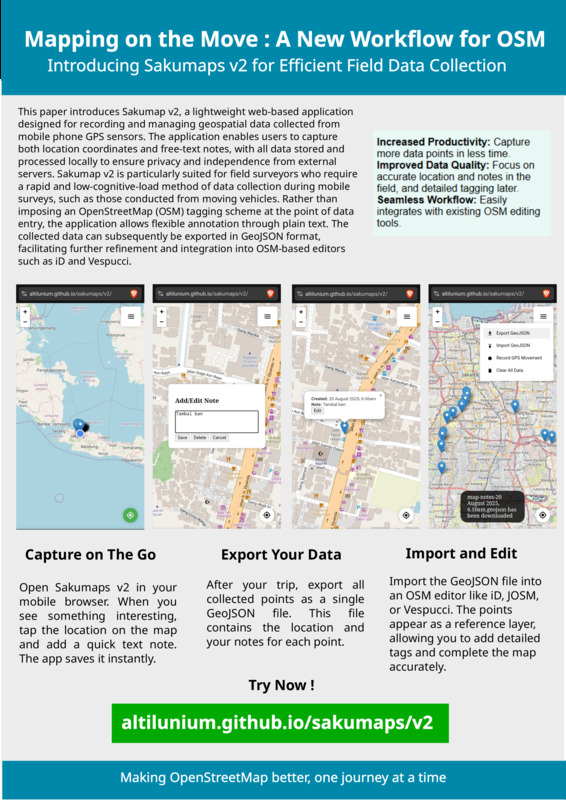 Mapping on the Move : A New Workflow for OSM
Introducing Sakumaps v2 for Efficient Field Data Collection
This paper introduces Sakumap v2, a lightweight web-based application
designed for recording and managing geospatial data collected from
mobile phone GPS sensors. The application enables users to capture
both location coordinates and free-text notes, with all data stored and
processed locally to ensure privacy and independence from external
servers. Sakumap v2 is particularly suited for field surveyors who require
a rapid and low-cognitive-load method of data collection during mobile
surveys, such as those conducted from moving vehicles. Rather than
imposing an OpenStreetMap (OSM) tagging scheme at the point of data
entry, the application allows flexible annotation through plain text. The
collected data can subsequently be exported in GeoJSON format,
facilitating further refinement and integration into OSM-based editors
such as iD and Vespucci.
Increased Productivity: Capture
more data points in less time.
Improved Data Quality: Focus on
accurate location and notes in the
field, and detailed tagging later.
Seamless Workflow: Easily
integrates with existing OSM editing
tools.
altilunium.github.io/sakumaps/v2/
+
−
Bandar Lampung
Bandung
altilunium.github.io/sakumaps/v2/
+
−
Add/Edit Note
Tambal ban
Save Delete Cancel
altilunium.github.io/sakumaps/v2/
+
−
Created: 20 August 2025, 6.06am
Note: Tambal ban
Edit
altilunium.github.io/sakumaps/v2/
+
−
Export GeoJSON
Import GeoJSON
Record GPS Movement
Clear All Data
map-notes-20
August 2025,
6.10am.geojson has
been downloaded
Capture on The Go
Open Sakumaps v2 in your
mobile browser. When you
see something interesting,
tap the location on the map
and add a quick text note.
The app saves it instantly.
Export Your Data
After your trip, export all
collected points as a single
GeoJSON file. This file
contains the location and
your notes for each point.
Import and Edit
Import the GeoJSON file into
an OSM editor like iD, JOSM,
or Vespucci. The points
appear as a reference layer,
allowing you to add detailed
tags and complete the map
accurately.
Try Now !
altilunium.github.io/sakumaps/v2
Making OpenStreetMap better, one journey at a time